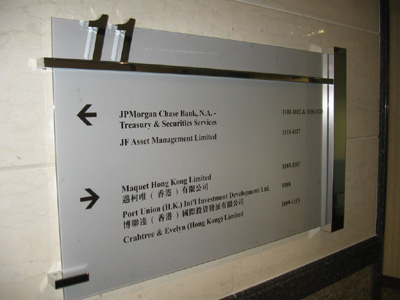 11
JPMorgan Chase Bank, N.A. -
Treasury & Securities Services
JF Asset Management Limited
Maquet Hong Kong Limited
邁柯唯（香港）有限公司
Port Union (H.K.) Int'l Investment Development Ltd.
博聯達（香港）國際投資發展有限公司
Crabtree & Evelyn (Hong Kong) Limited